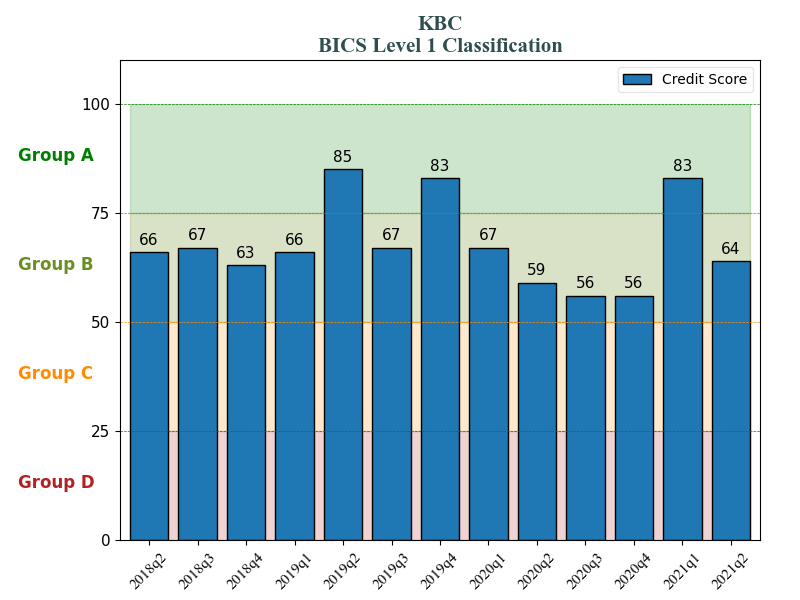 KBC
BICS Level 1 Classification
Credit Score
100
Group A
85
83
83
75
66
67
63
66
67
67
59
56
56
64
Group B
50
Group C
25
Group D
0
2018q2
2018q3
2018q4
2019q1
2019q2
2019q3
2019q4
2020q1
2020q2
2020q3
2020q4
2021q1
2021q2